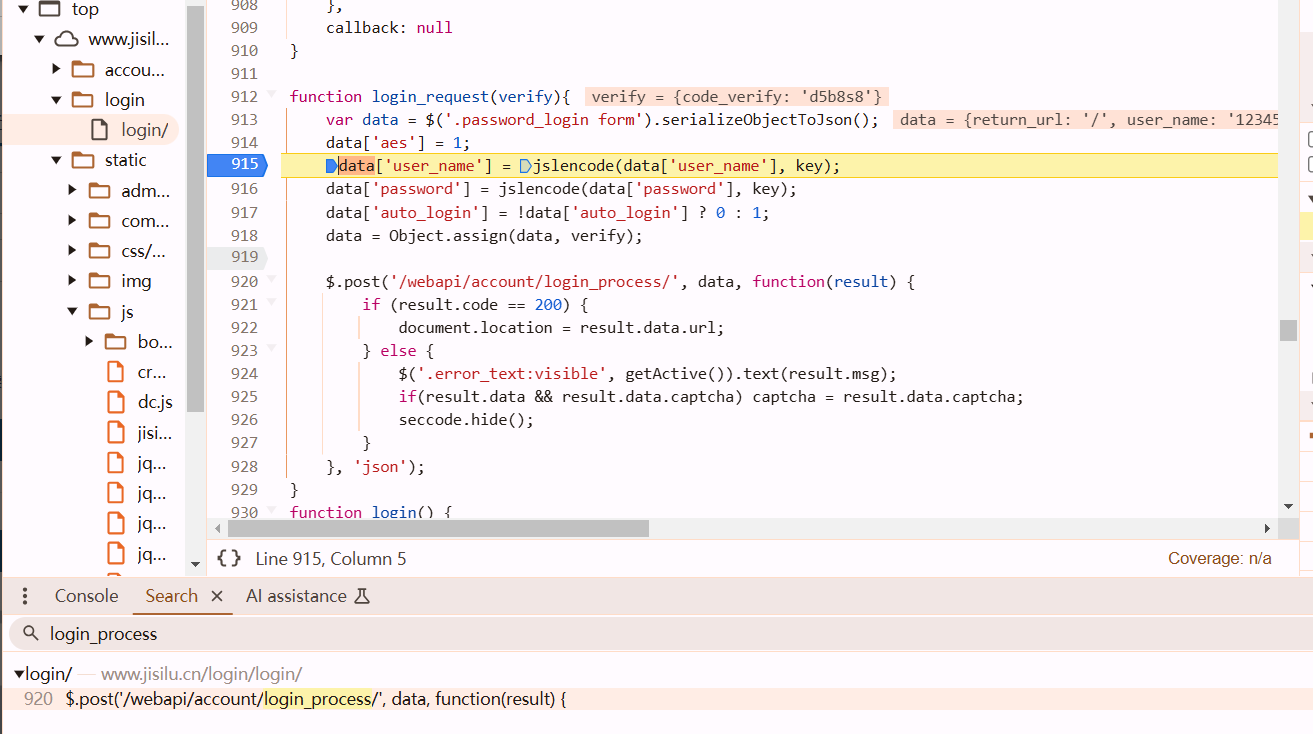 top
www.jisil...
accou...
login
login/
static
adm...
com...
css/...
img
js
bo...
cr...
dc.js
jisi...
jq...
jq...
jq...
jq...
908 },
909 callback: null
910 }
911
912 function login_request(verify){ verify = {code_verify: 'd5b8s8'}
913 var data = $('.password_login form').serializeObjectToJson(); data = {return_url: '/', user_name: '12345
914 data['aes'] = 1;
915 data['user_name'] = jslencode(data['user_name'], key);
916 data['password'] = jslencode(data['password'], key);
917 data['auto_login'] = !data['auto_login'] ? 0 : 1;
918 data = Object.assign(data, verify);
919
920 $.post('/webapi/account/login_process/', data, function(result) {
921 if (result.code == 200) {
922 document.location = result.data.url;
923 } else {
924 $('.error_text:visible', getActive()).text(result.msg);
925 if(result.data && result.data.captcha) captcha = result.data.captcha;
926 seccode.hide();
927 }
928 }, 'json');
929 }
930 function login() {
{} Line 915, Column 5 Coverage: n/a
Console Search × AI assistance
login_process
login/ — www.jisilu.cn/login/login/
920 $.post('/webapi/account/login_process/', data, function(result) {